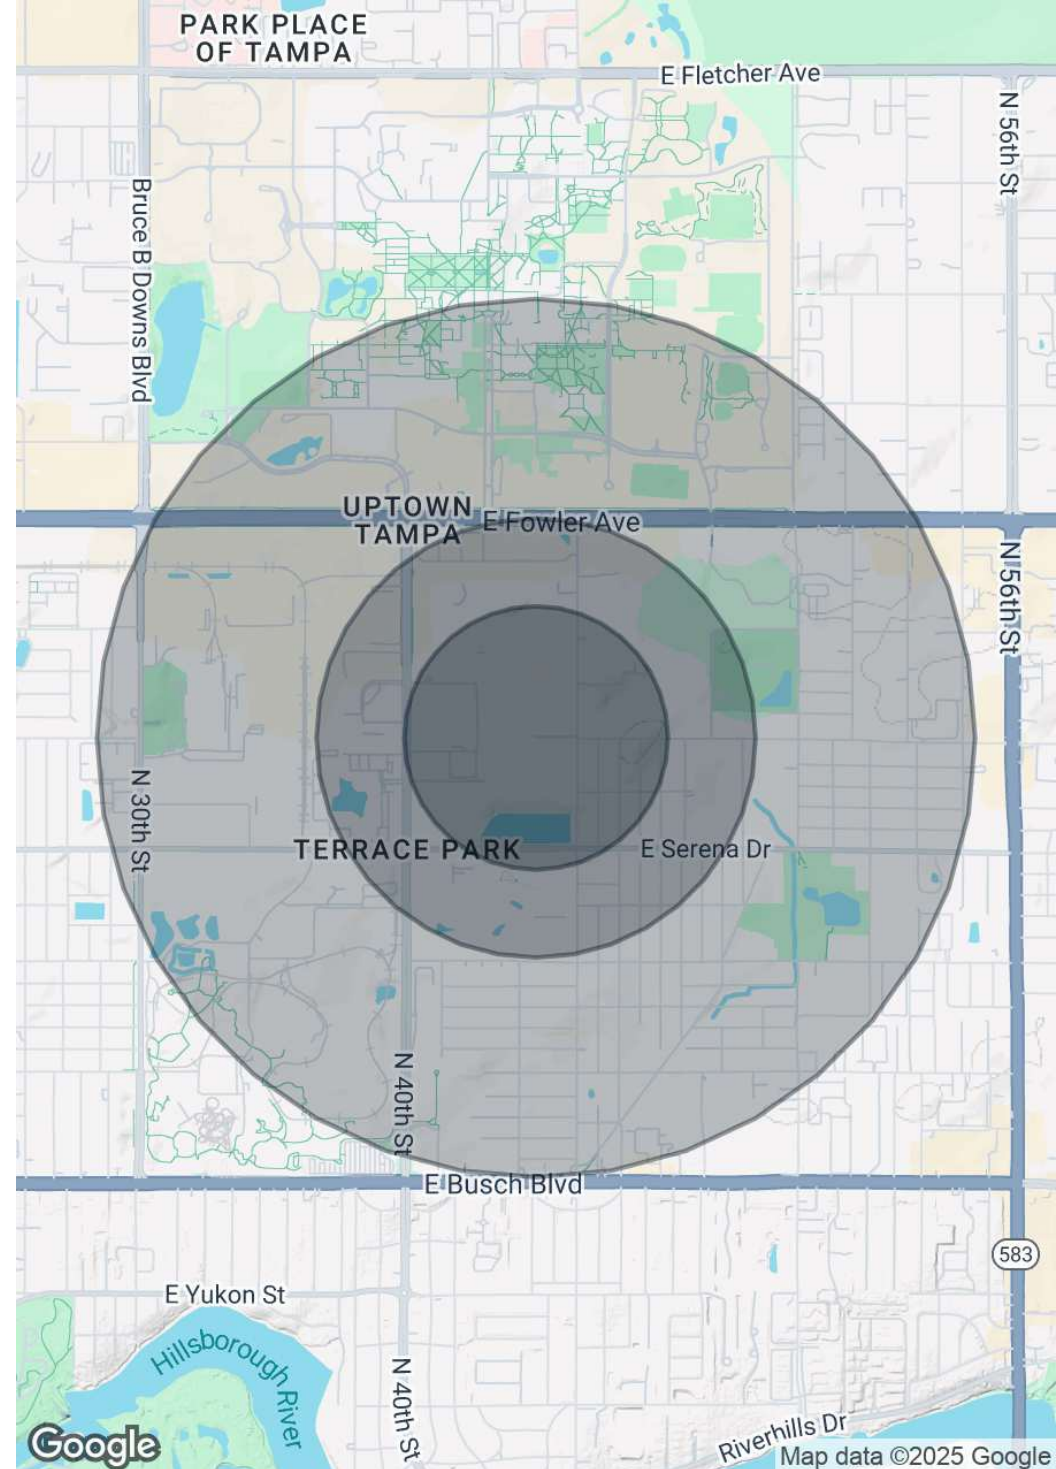 PARK PLACE
OF TAMPA
E Fletcher Ave
N 56th St
Bruce B Downs Blvd
UPTOWN
TAMPA
E Fowler Ave
N 56th St
N 30th St
TERRACE PARK
E Serena Dr
N 40th St
E Busch Blvd
583
E Yukon St
Hillsborough River
N 40th St
Riverhills Dr
Google
Map data ©2025 Google